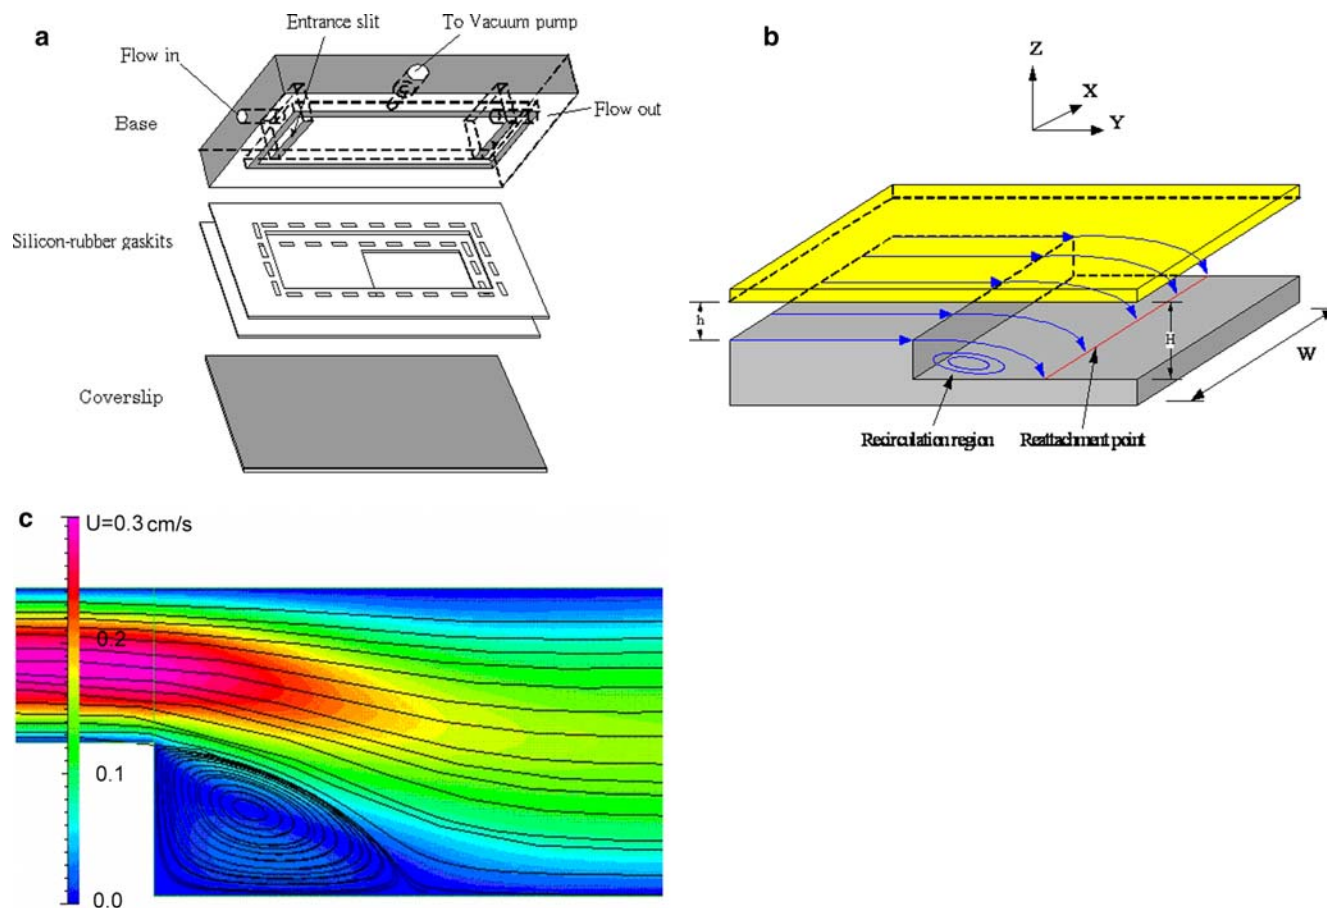 a
Entrance slit
To Vacuum pump
Flow in
Flow out
Base
Silicon-rubber gaskits
Coverslip
b
Z
X
Y
h
H
W
Recirculation region
Reattachment point
c
U=0.3 cm/s
0.2
0.1
0.0